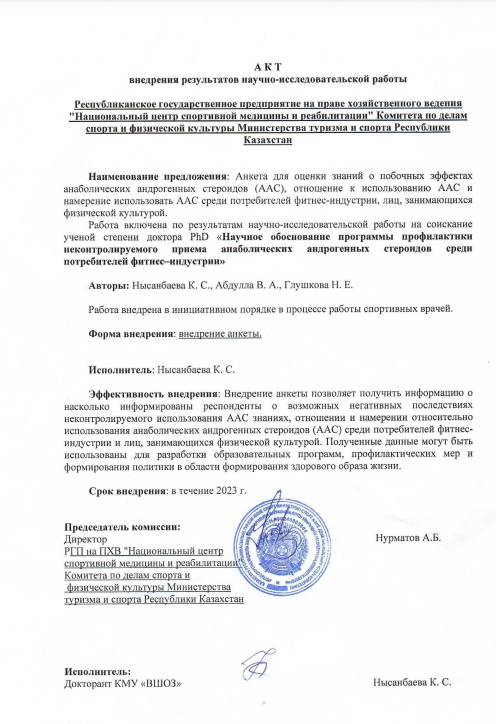 А К Т
внедрения результатов научно-исследовательской работы
Республиканское государственное предприятие на праве хозяйственного ведения
"Национальный центр спортивной медицины и реабилитации" Комитета по делам
спорта и физической культуры Министерства туризма и спорта Республики
Казахстан
Наименование предложения: Анкета для оценки знаний о побочных эффектах
анаболических андрогенных стероидов (ААС), отношение к использованию ААС и
намерение использовать ААС среди потребителей фитнес-индустрии, лиц, занимающихся
физической культурой.
Работа включена по результатам научно-исследовательской работы на соискание
ученой степени доктора PhD «Научное обоснование программы профилактики
неконтролируемого приема анаболических андрогенных стероидов среди
потребителей фитнес–индустрии»
Авторы: Нысанбаева К. С., Абдулла В. А., Глушкова Н. Е.
Работа внедрена в инициативном порядке в процессе работы спортивных врачей.
Форма внедрения: внедрение анкеты.
Исполнитель: Нысанбаева К. С.
Эффективность внедрения: Внедрение анкеты позволяет получить информацию о
насколько информированы респонденты о возможных негативных последствиях
неконтролируемого использования ААС знаниях, отношении и намерении относительно
использования анаболических андрогенных стероидов (ААС) среди потребителей фитнес-
индустрии и лиц, занимающихся физической культурой. Полученные данные могут быть
использованы для разработки образовательных программ, профилактических мер и
формирования политики в области формирования здорового образа жизни.
Срок внедрения: в течение 2023 г.
Председатель комиссии:
Директор Нурматов А.Б.
РГП на ПХВ "Национальный центр
спортивной медицины и реабилитации"
Комитета по делам спорта и
физической культуры Министерства
туризма и спорта Республики Казахстан
Исполнитель:
Докторант КМУ «ВШОЗ» Нысанбаева К. С.